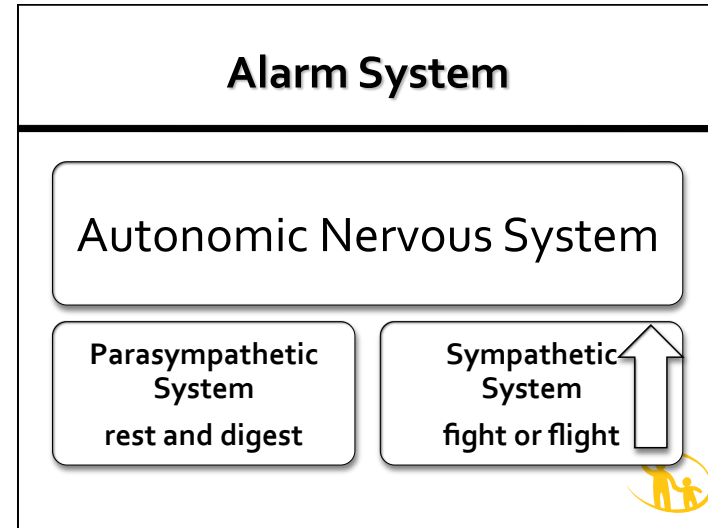 Alarm System
Autonomic Nervous System
Parasympathetic
System
rest and digest
Sympathetic
System
fight or flight